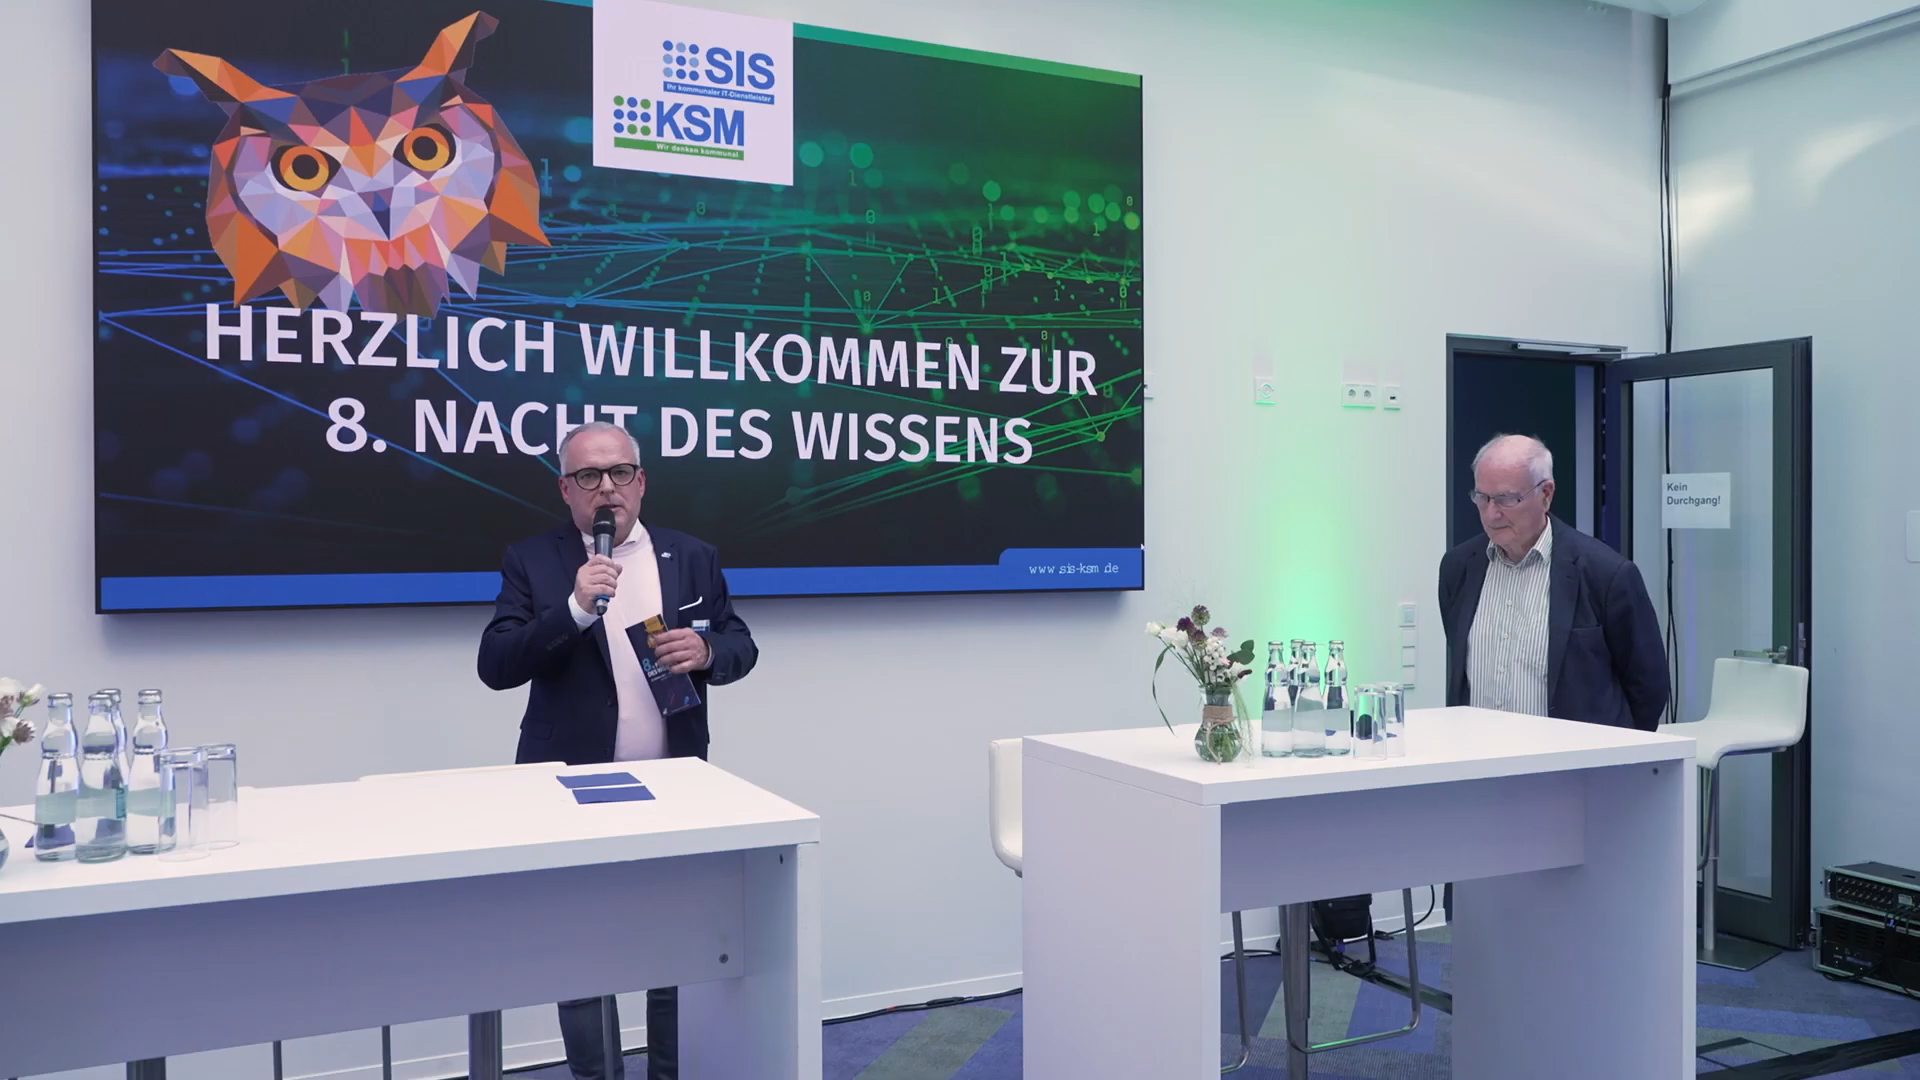 SIS
Ihr kommunaler IT-Dienstleister
KSM
Wir denken kommunal
HERZLICH WILLKOMMEN ZUR
8. NACHT DES WISSENS
www.sis-ksm.de
Kein
Durchgang!
8.